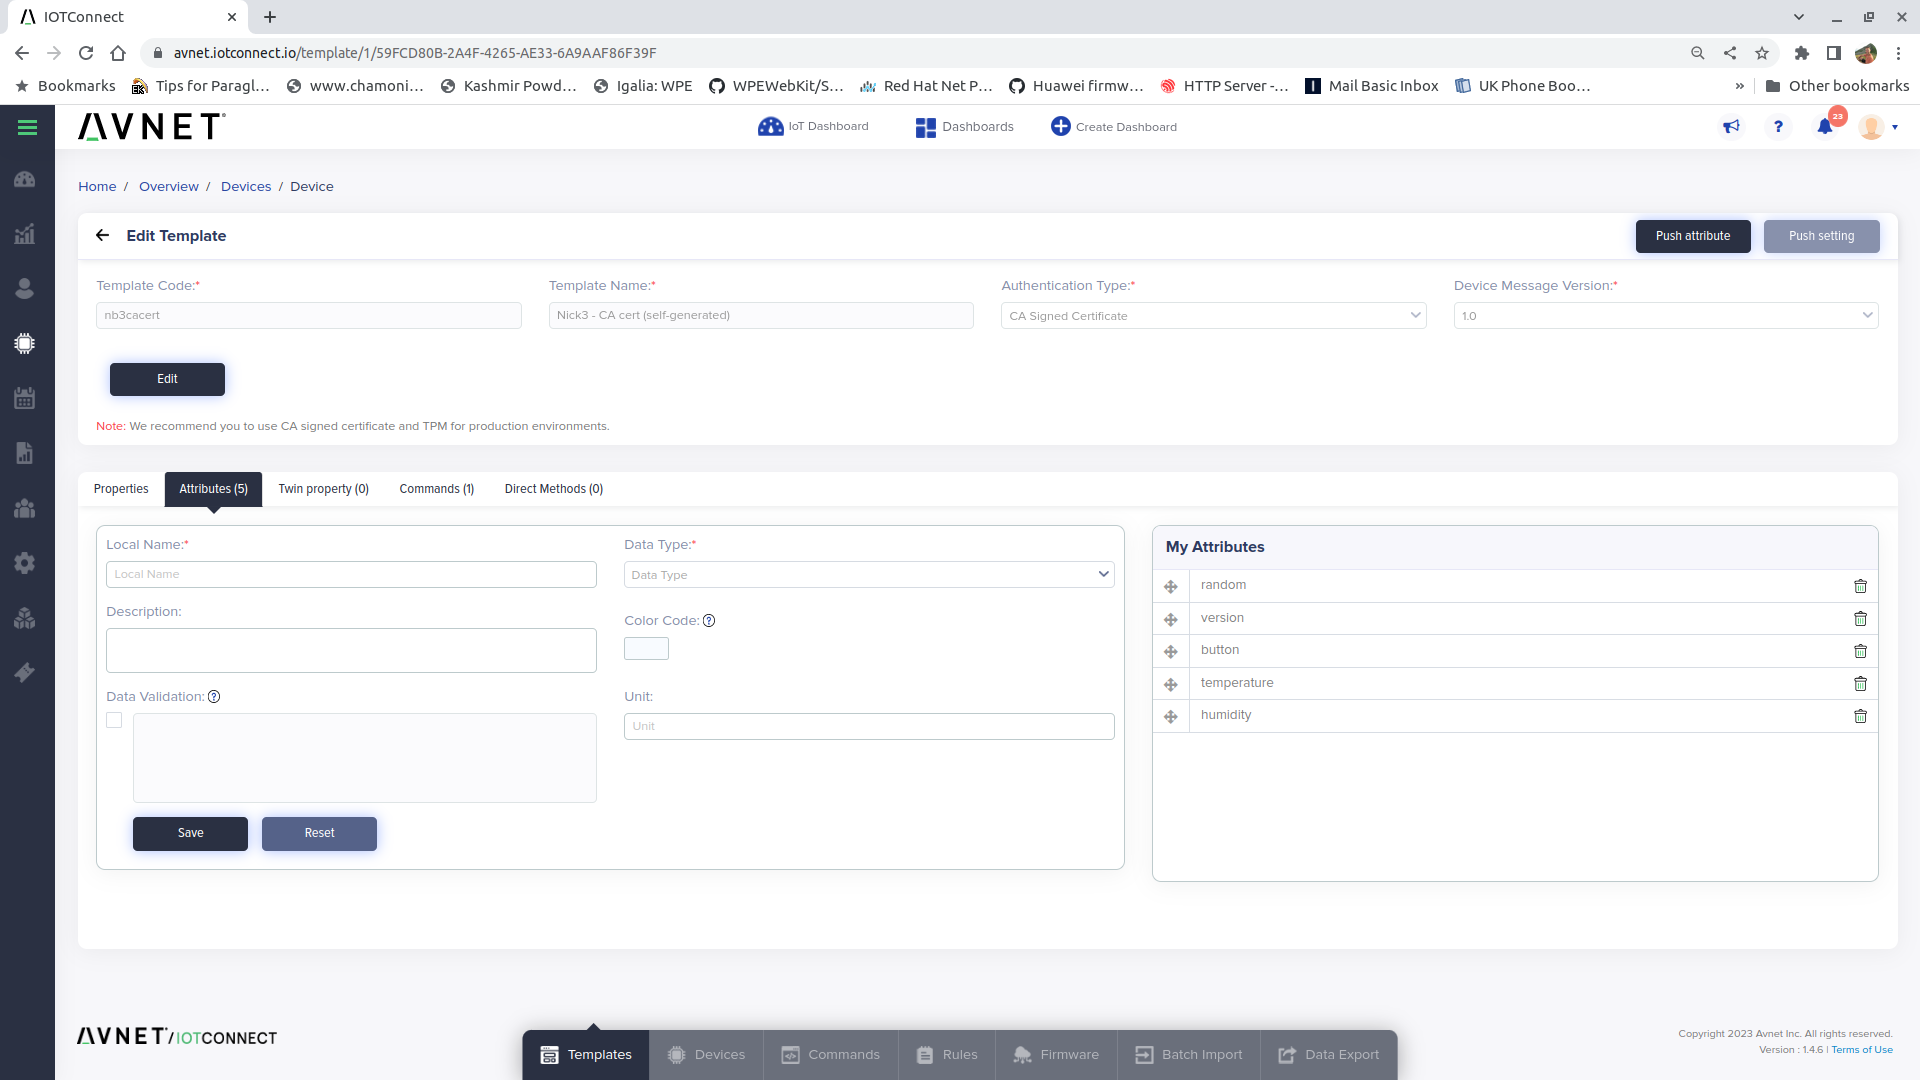 IOTConnect
avnet.iotconnect.io/template/1/59FCD80B-2A4F-4265-AE33-6A9AAF86F39F
Bookmarks Tips for Paragl... www.chamoni... Kashmir Powd... Igalia: WPE WPEWebKit/S... Red Hat Net P... Huawei firmw... HTTP Server -... Mail Basic Inbox UK Phone Boo... » Other bookmarks
AVNET IoT Dashboard Dashboards Create Dashboard ? 23
Home / Overview / Devices / Device
Edit Template Push attribute Push setting
Template Code:* Template Name:* Authentication Type:* Device Message Version:*
nb3cacert Nick3 - CA cert (self-generated) CA Signed Certificate 1.0
Edit
Note: We recommend you to use CA signed certificate and TPM for production environments.
Properties Attributes (5) Twin property (0) Commands (1) Direct Methods (0)
Local Name:* Data Type:*
Local Name Data Type
Description:
Color Code: ?
Data Validation: ? Unit:
Unit
Save Reset
My Attributes
random
version
button
temperature
humidity
AVNET/IOTCONNECT
Templates Devices Commands Rules Firmware Batch Import Data Export
Copyright 2023 Avnet Inc. All rights reserved.
Version : 1.4.6 | Terms of Use